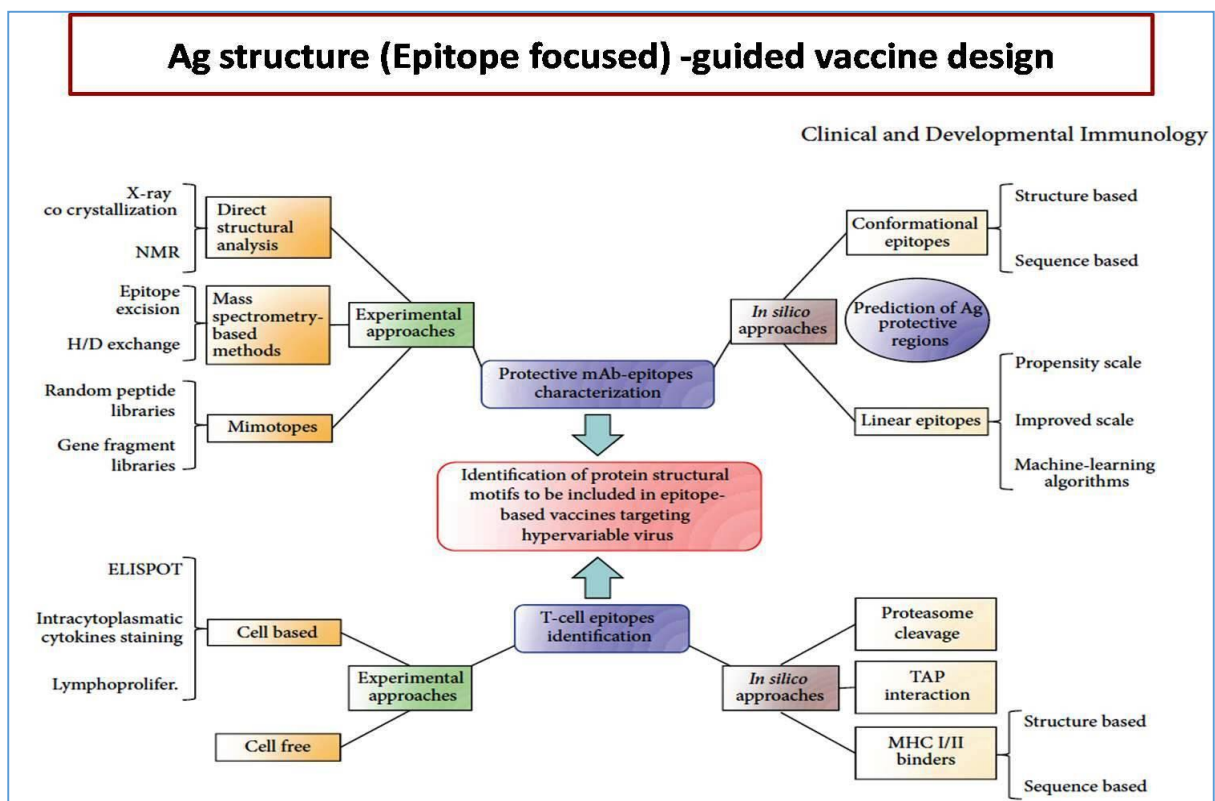 Ag structure (Epitope focused) -guided vaccine design
Clinical and Developmental Immunology
X-ray
co crystallization
NMR
Direct
structural
analysis
Epitope
excision
H/D exchange
Mass
spectrometry-
based methods
Random peptide
libraries
Gene fragment
libraries
Mimotopes
Experimental
approaches
Protective mAb-epitopes
characterization
In silico
approaches
Conformational
epitopes
Structure based
Sequence based
Prediction of Ag
protective
regions
Linear epitopes
Propensity scale
Improved scale
Machine-learning
algorithms
Identification of protein structural
motifs to be included in epitope-
based vaccines targeting
hypervariable virus
ELISPOT
Intracytoplasmatic
cytokines staining
Lymphoprolifer.
Cell based
Cell free
Experimental
approaches
T-cell epitopes
identification
In silico
approaches
Proteasome
cleavage
TAP
interaction
MHC I/II
binders
Structure based
Sequence based